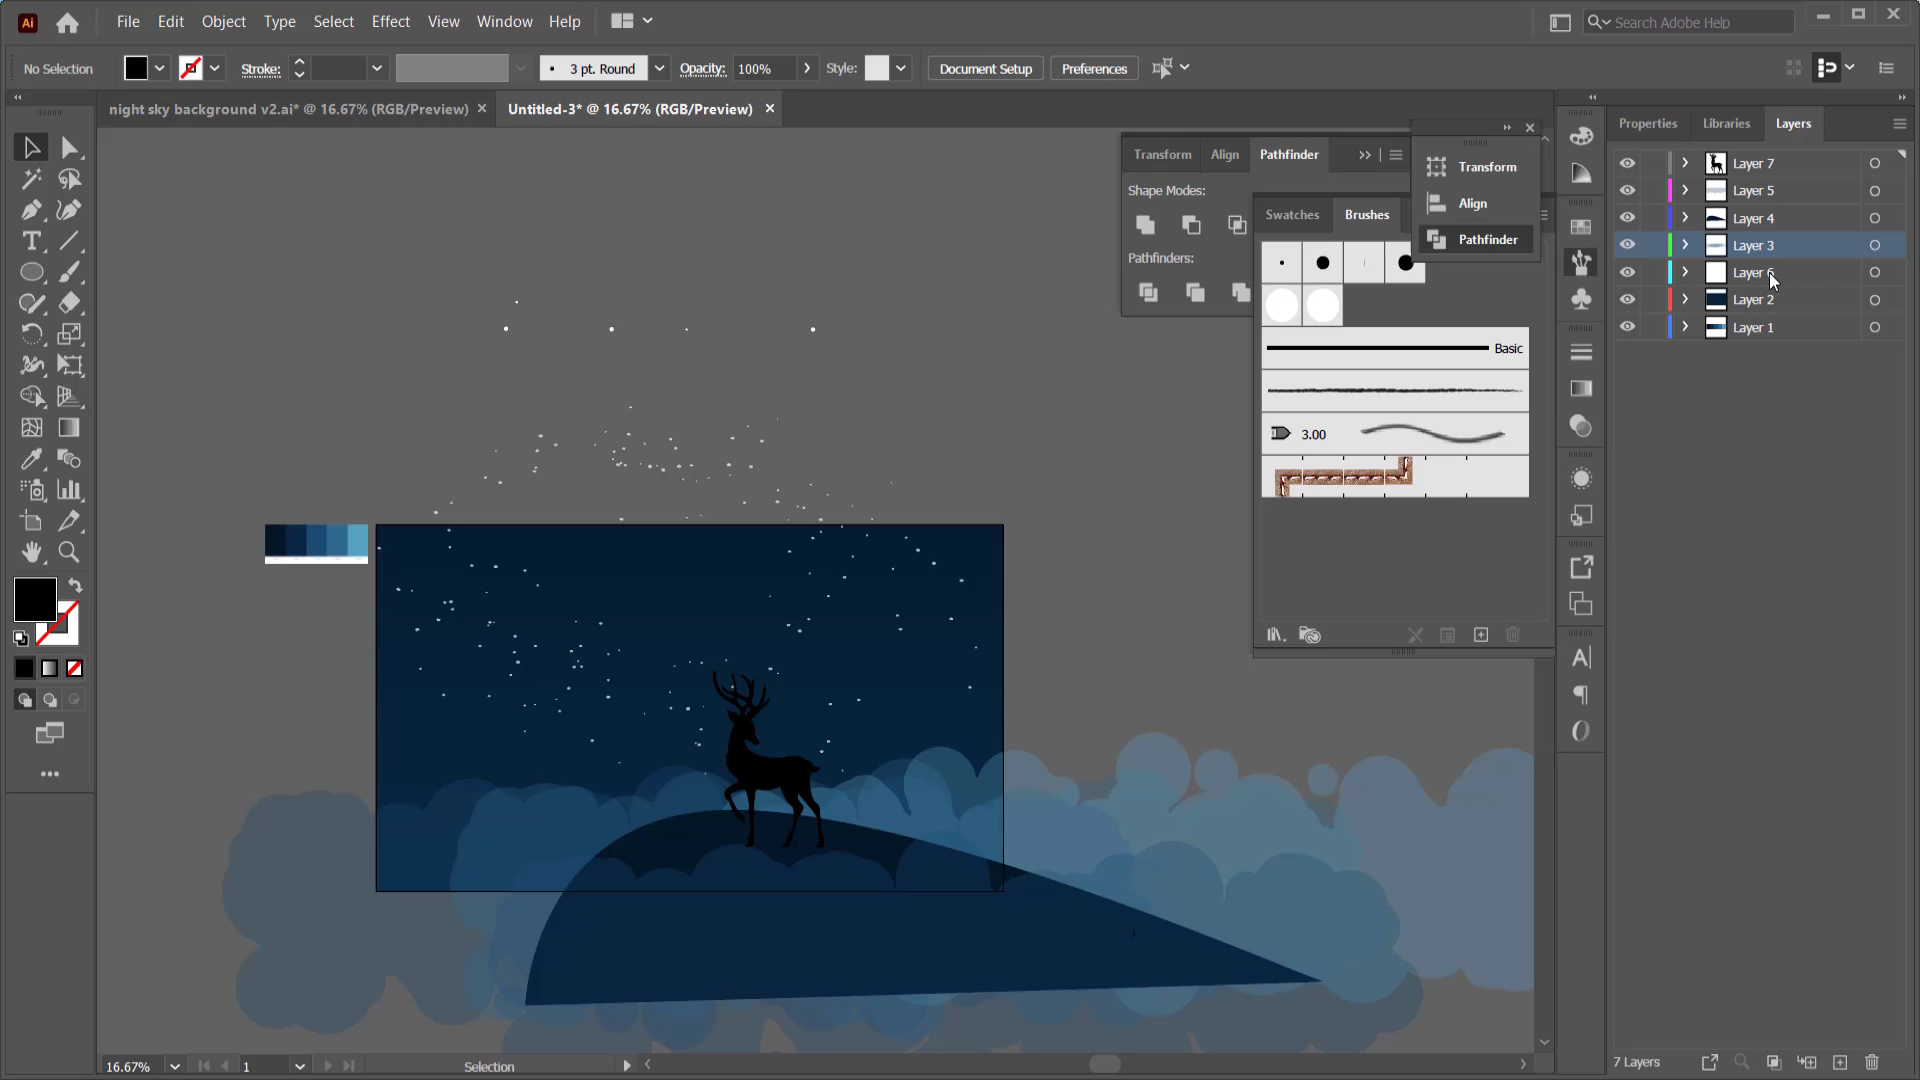 Ai File Edit Object Type Select Effect View Window Help Search Adobe Help
No Selection Stroke: 3 pt. Round Opacity: 100% Style: Document Setup Preferences
night sky background v2.ai* @ 16.67% (RGB/Preview) Untitled-3* @ 16.67% (RGB/Preview)
Properties Libraries Layers
Transform Align Pathfinder
Transform
Align
Pathfinder
Shape Modes:
Pathfinders:
Swatches Brushes
Basic
3.00
Layer 7
Layer 5
Layer 4
Layer 3
Layer 6
Layer 2
Layer 1
7 Layers
16.67% 1 Selection